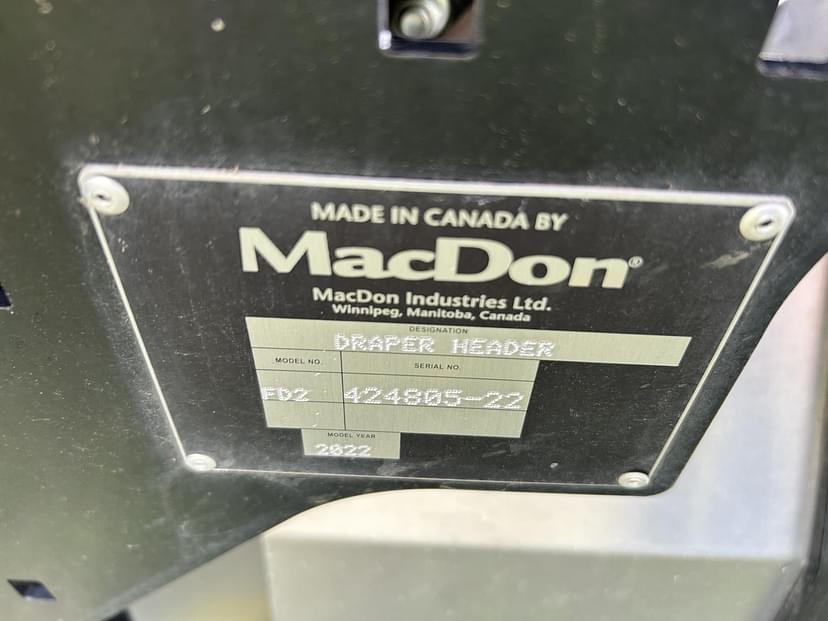 MADE IN CANADA BY
MacDon®
MacDon Industries Ltd.
Winnipeg, Manitoba, Canada
DESIGNATION
DRAPER HEADER
MODEL NO. SERIAL NO.
FD2 424805-22
MODEL YEAR
2022